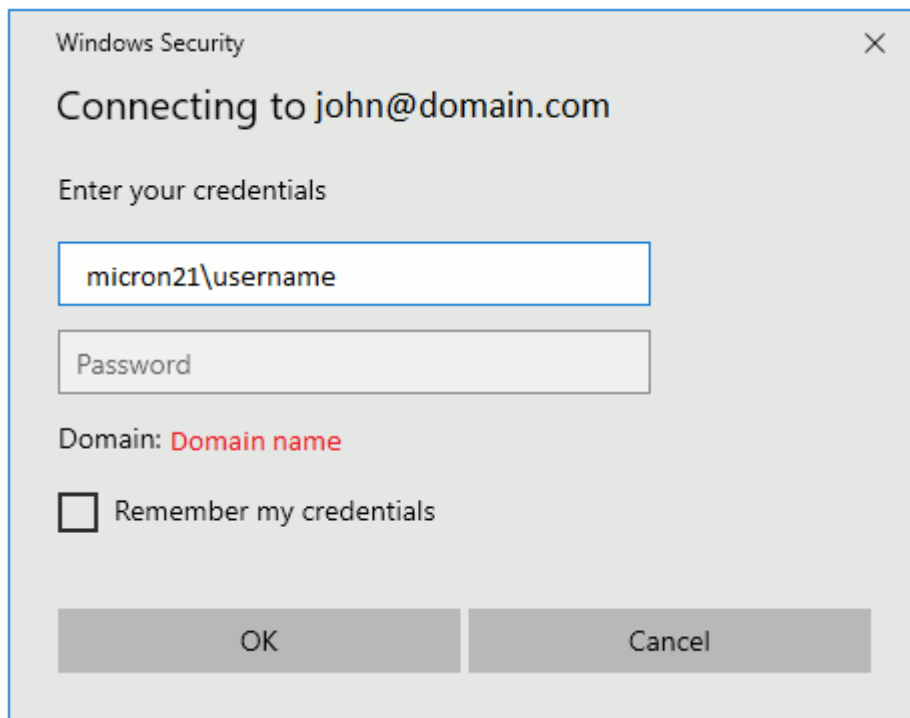 Windows Security
Connecting to john@domain.com
Enter your credentials
micron21\username
Password
Domain: Domain name
Remember my credentials
OK Cancel